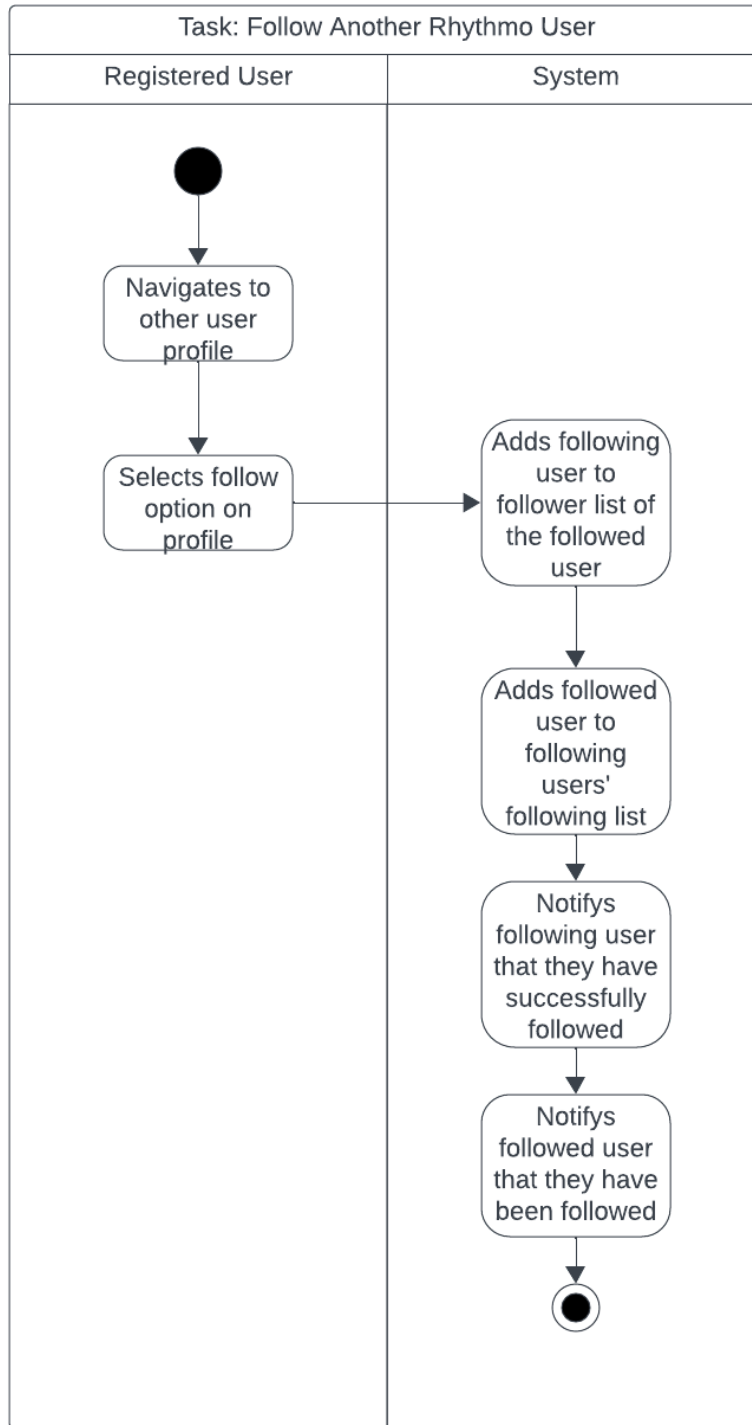 Task: Follow Another Rhythmo User
Registered User
System
Navigates to
other user
profile
Selects follow
option on
profile
Adds following
user to
follower list of
the followed
user
Adds followed
user to
following
users'
following list
Notifys
following user
that they have
successfully
followed
Notifys
followed user
that they have
been followed